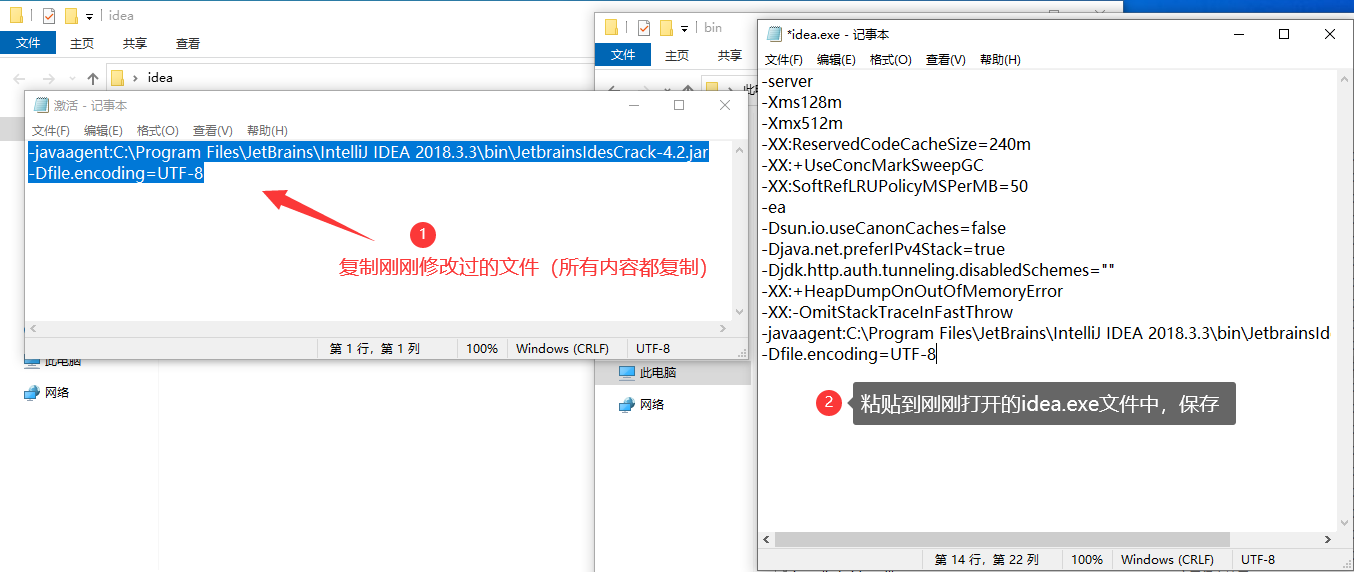 idea
文件 主页 共享 查看
idea
激活 - 记事本
文件(F) 编辑(E) 格式(O) 查看(V) 帮助(H)
-javaagent:C:\Program Files\JetBrains\IntelliJ IDEA 2018.3.3\bin\JetbrainsIdesCrack-4.2.jar
-Dfile.encoding=UTF-8
1
复制刚刚修改过的文件（所有内容都复制）
第 1 行，第 1 列 100% Windows (CRLF) UTF-8
此电脑
网络
bin
文件 主页 共享
此电脑
网络
*idea.exe - 记事本
文件(F) 编辑(E) 格式(O) 查看(V) 帮助(H)
-server
-Xms128m
-Xmx512m
-XX:ReservedCodeCacheSize=240m
-XX:+UseConcMarkSweepGC
-XX:SoftRefLRUPolicyMSPerMB=50
-ea
-Dsun.io.useCanonCaches=false
-Djava.net.preferIPv4Stack=true
-Djdk.http.auth.tunneling.disabledSchemes=""
-XX:+HeapDumpOnOutOfMemoryError
-XX:-OmitStackTraceInFastThrow
-javaagent:C:\Program Files\JetBrains\IntelliJ IDEA 2018.3.3\bin\JetbrainsId
-Dfile.encoding=UTF-8
2
粘贴到刚刚打开的idea.exe文件中，保存
第 14 行，第 22 列 100% Windows (CRLF) UTF-8